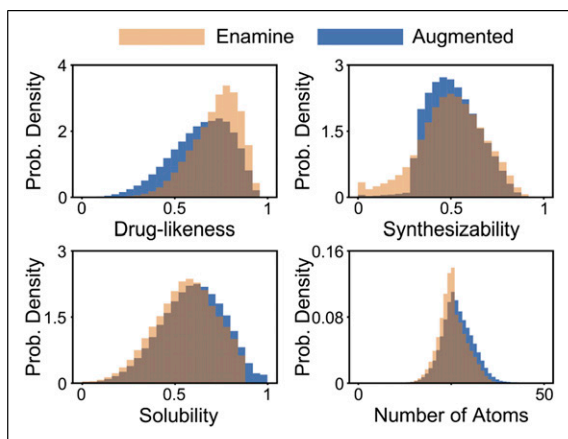 Enamine Augmented
Prob. Density
4
2
0
0 0.5 1
Drug-likeness
Prob. Density
3
1.5
0
0 0.5 1
Synthesizability
Prob. Density
3
1.5
0
0 0.5 1
Solubility
Prob. Density
0.16
0.08
0
0 25 50
Number of Atoms